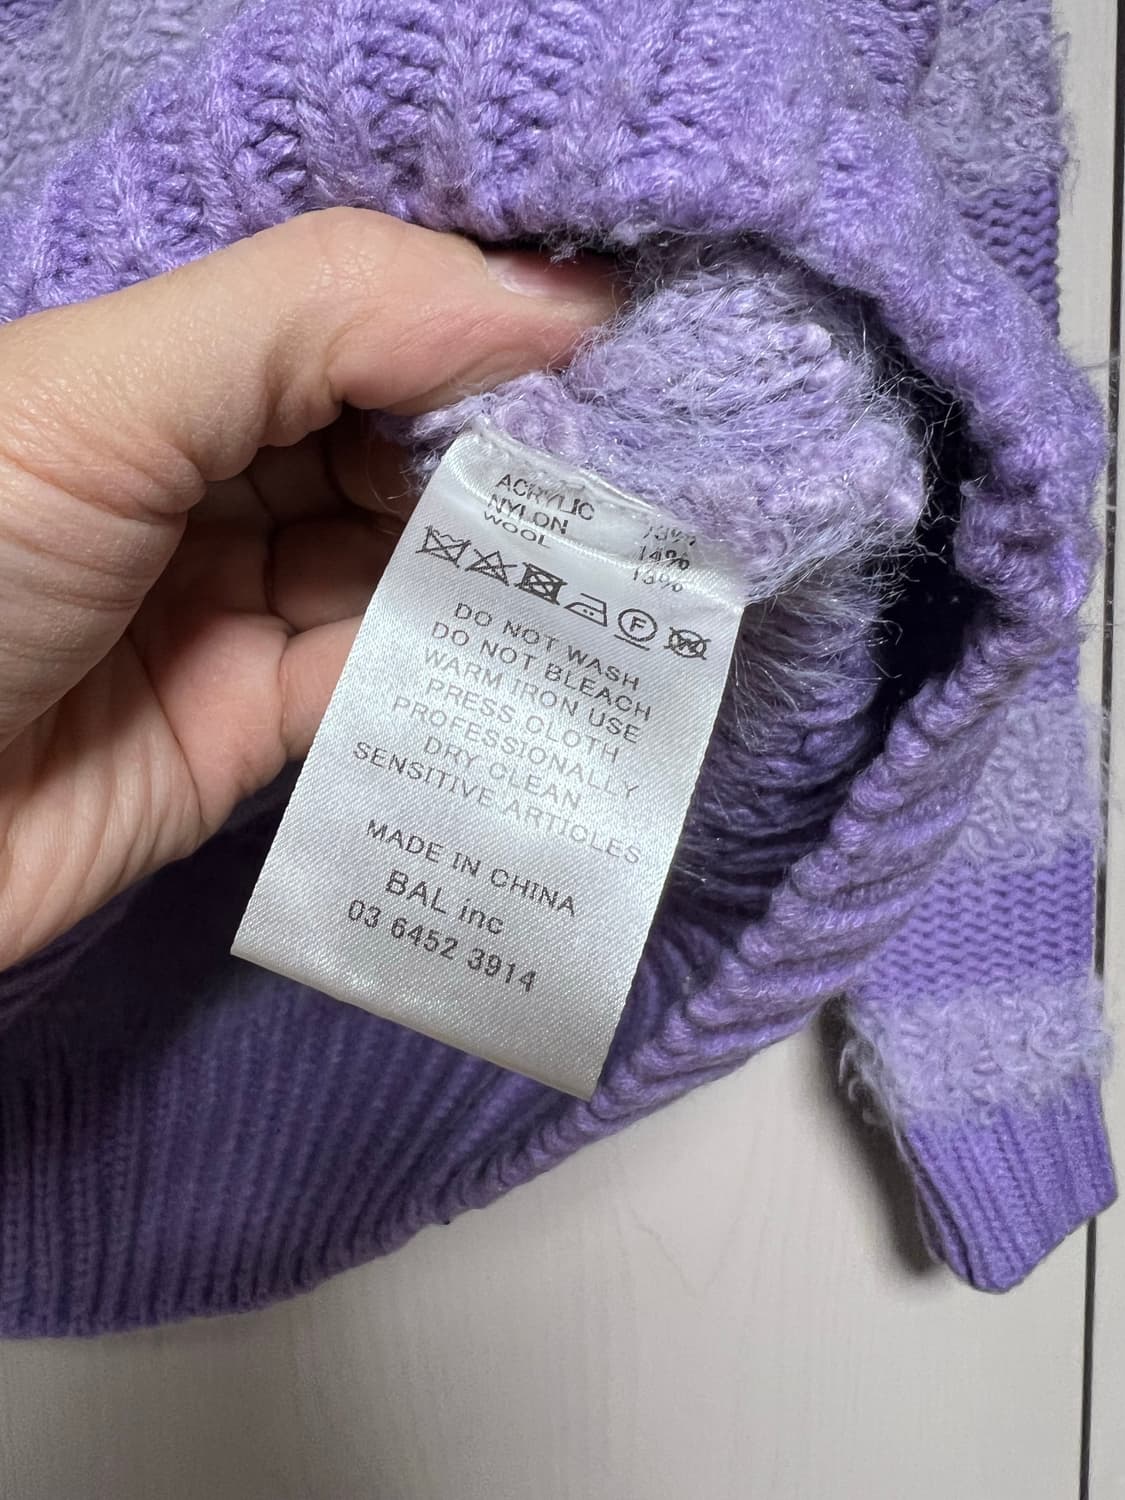 ACRYLIC 73%
NYLON 14%
WOOL 13%
F
W
DO NOT WASH
DO NOT BLEACH
WARM IRON USE
PRESS CLOTH
PROFESSIONALLY
DRY CLEAN
SENSITIVE ARTICLES
MADE IN CHINA
BAL inc
03 6452 3914